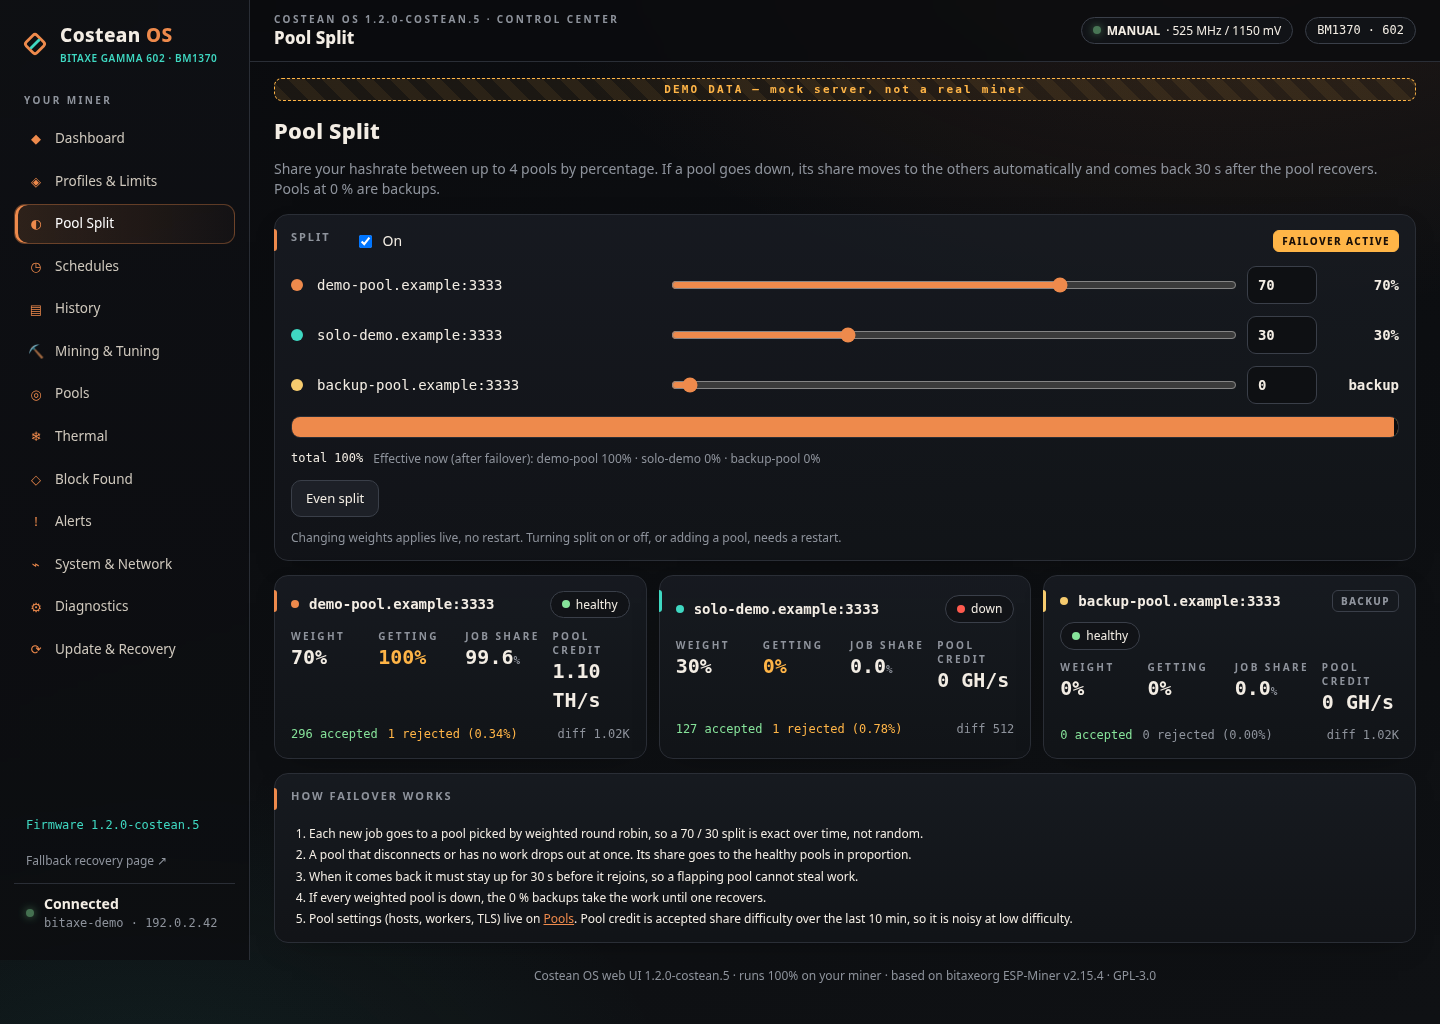 Costean OS
BITAXE GAMMA 602 · BM1370
YOUR MINER
Dashboard
Profiles & Limits
Pool Split
Schedules
History
Mining & Tuning
Pools
Thermal
Block Found
Alerts
System & Network
Diagnostics
Update & Recovery
Firmware 1.2.0-costean.5
Fallback recovery page ↗
Connected
bitaxe-demo · 192.0.2.42
COSTEAN OS 1.2.0-COSTEAN.5 · CONTROL CENTER
Pool Split
MANUAL · 525 MHz / 1150 mV
BM1370 · 602
DEMO DATA — mock server, not a real miner
Pool Split
Share your hashrate between up to 4 pools by percentage. If a pool goes down, its share moves to the others automatically and comes back 30 s after the pool recovers.
Pools at 0 % are backups.
SPLIT On FAILOVER ACTIVE
demo-pool.example:3333 70 70%
solo-demo.example:3333 30 30%
backup-pool.example:3333 0 backup
total 100% Effective now (after failover): demo-pool 100% · solo-demo 0% · backup-pool 0%
Even split
Changing weights applies live, no restart. Turning split on or off, or adding a pool, needs a restart.
demo-pool.example:3333 healthy
WEIGHT GETTING JOB SHARE POOL CREDIT
70% 100% 99.6% 1.10 TH/s
296 accepted 1 rejected (0.34%) diff 1.02K
solo-demo.example:3333 down
WEIGHT GETTING JOB SHARE POOL CREDIT
30% 0% 0.0% 0 GH/s
127 accepted 1 rejected (0.78%) diff 512
backup-pool.example:3333 BACKUP
healthy
WEIGHT GETTING JOB SHARE POOL CREDIT
0% 0% 0.0% 0 GH/s
0 accepted 0 rejected (0.00%) diff 1.02K
HOW FAILOVER WORKS
1. Each new job goes to a pool picked by weighted round robin, so a 70 / 30 split is exact over time, not random.
2. A pool that disconnects or has no work drops out at once. Its share goes to the healthy pools in proportion.
3. When it comes back it must stay up for 30 s before it rejoins, so a flapping pool cannot steal work.
4. If every weighted pool is down, the 0 % backups take the work until one recovers.
5. Pool settings (hosts, workers, TLS) live on Pools. Pool credit is accepted share difficulty over the last 10 min, so it is noisy at low difficulty.
Costean OS web UI 1.2.0-costean.5 · runs 100% on your miner · based on bitaxeorg ESP-Miner v2.15.4 · GPL-3.0